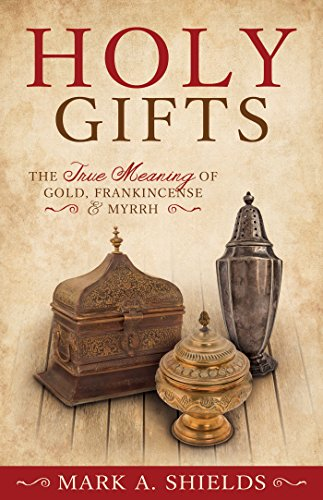 HOLY
GIFTS
THE True Meaning OF
GOLD, FRANKINCENSE
& MYRRH
MARK A. SHIELDS